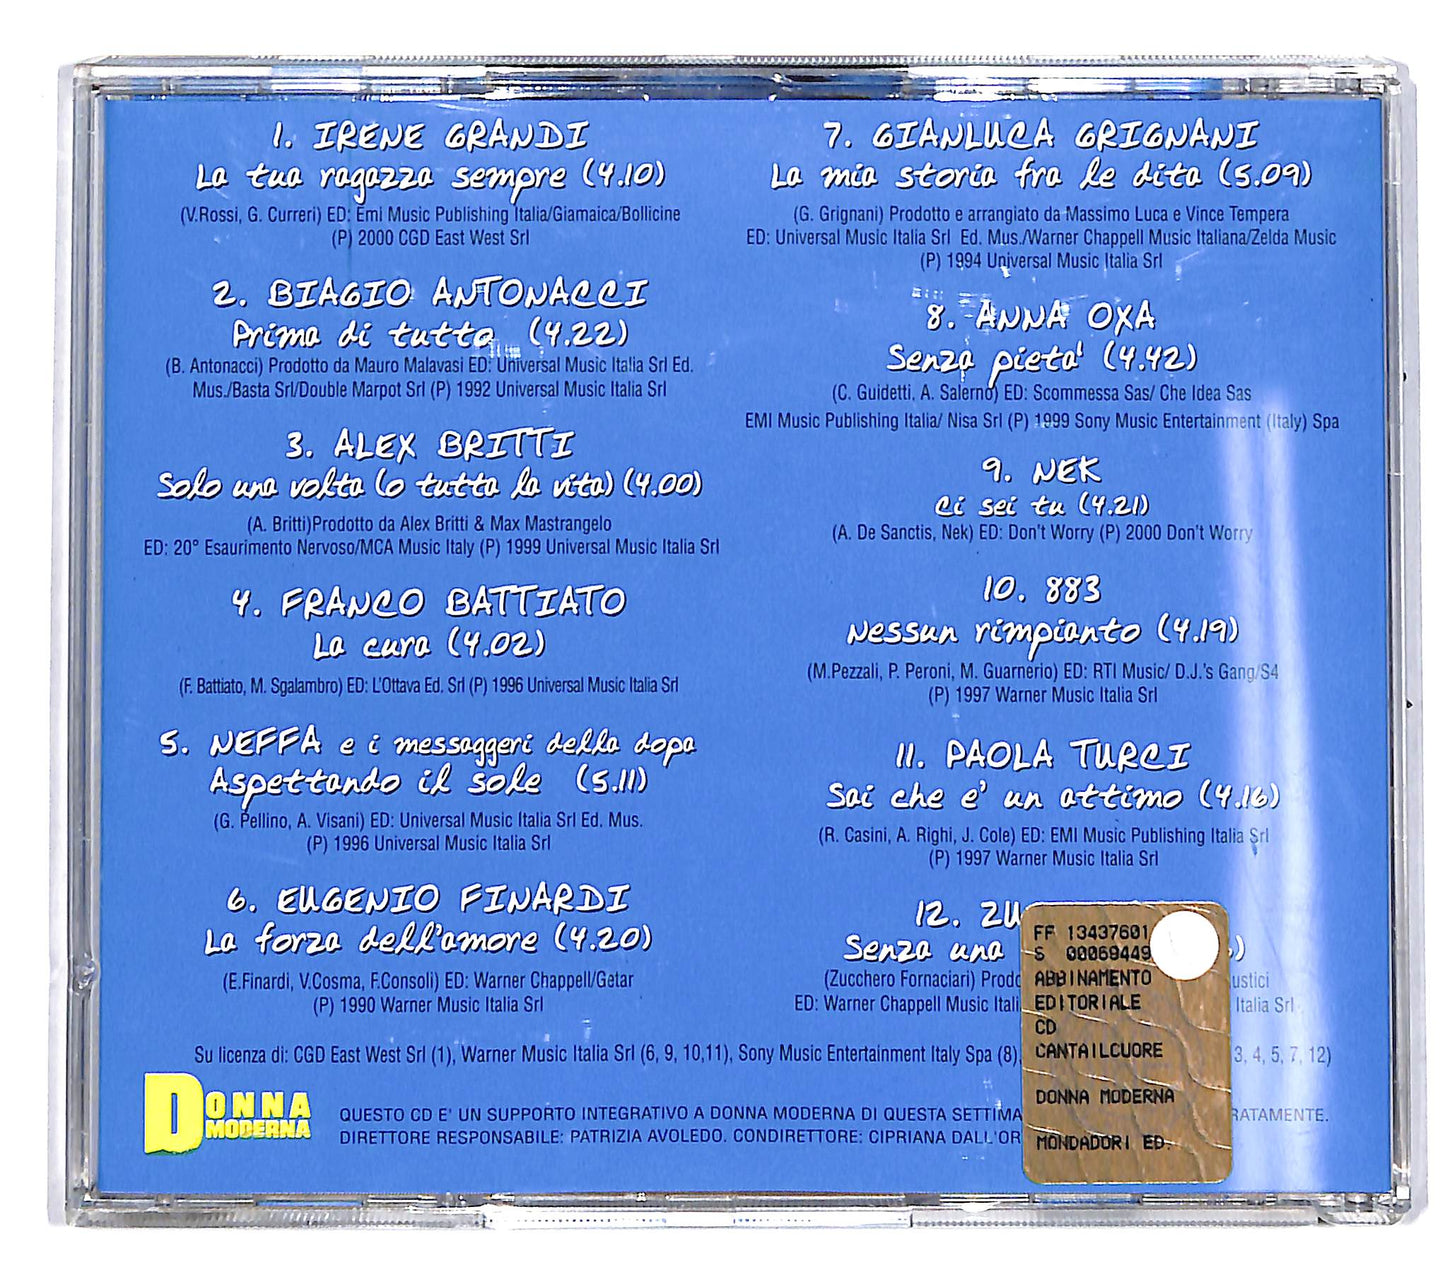 1. IRENE GRANDI
La tua ragazza sempre (4.10)
(V.Rossi, G. Curreri) ED: Emi Music Publishing Italia/Giamaica/Bollicine
(P) 2000 CGD East West Srl
2. BIAGIO ANTONACCI
Prima di tutto (4.22)
(B. Antonacci) Prodotto da Mauro Malavasi ED: Universal Music Italia Srl Ed.
Mus./Basta Srl/Double Marpot Srl (P) 1992 Universal Music Italia Srl
3. ALEX BRITTI
Solo una volta (o tutta la vita) (4.00)
(A. Britti)Prodotto da Alex Britti & Max Mastrangelo
ED: 20° Esaurimento Nervoso/MCA Music Italy (P) 1999 Universal Music Italia Srl
4. FRANCO BATTIATO
La cura (4.02)
(F. Battiato, M. Sgalambro) ED: L'Ottava Ed. Srl (P) 1996 Universal Music Italia Srl
5. NEFFA e i messaggeri della dopa
Aspettando il sole (5.11)
(G. Pellino, A. Visani) ED: Universal Music Italia Srl Ed. Mus.
(P) 1996 Universal Music Italia Srl
6. EUGENIO FINARDI
La forza dell'amore (4.20)
(E.Finardi, V.Cosma, F.Consoli) ED: Warner Chappell/Getar
(P) 1990 Warner Music Italia Srl
7. GIANLUCA GRIGNANI
La mia storia fra le dita (5.09)
(G. Grignani) Prodotto e arrangiato da Massimo Luca e Vince Tempera
ED: Universal Music Italia Srl Ed. Mus./Warner Chappell Music Italiana/Zelda Music
(P) 1994 Universal Music Italia Srl
8. ANNA OXA
Senza pieta' (4.42)
(C. Guidetti, A. Salerno) ED: Scommessa Sas/ Che Idea Sas
EMI Music Publishing Italia/ Nisa Srl (P) 1999 Sony Music Entertainment (Italy) Spa
9. NEK
Ci sei tu (4.21)
(A. De Sanctis, Nek) ED: Don't Worry (P) 2000 Don't Worry
10. 883
Nessun rimpianto (4.19)
(M.Pezzali, P. Peroni, M. Guarnerio) ED: RTI Music/ D.J.'s Gang/S4
(P) 1997 Warner Music Italia Srl
11. PAOLA TURCI
Sai che e' un attimo (4.16)
(R. Casini, A. Righi, J. Cole) ED: EMI Music Publishing Italia Srl
(P) 1997 Warner Music Italia Srl
12. ZU
Senza una )
(Zucchero Fornaciari) Prodo ustici
ED: Warner Chappell Music Ital Italia Srl
Su licenza di: CGD East West Srl (1), Warner Music Italia Srl (6, 9, 10,11), Sony Music Entertainment Italy Spa (8), 3, 4, 5, 7, 12)
DONNA
MODERNA
QUESTO CD E' UN SUPPORTO INTEGRATIVO A DONNA MODERNA DI QUESTA SETTIMA RATAMENTE.
DIRETTORE RESPONSABILE: PATRIZIA AVOLEDO. CONDIRETTORE: CIPRIANA DALL'OR
FF 13437601
S 00069449
ABBINAMENTO
EDITORIALE
CD
CANTAILCUORE
DONNA MODERNA
MONDADORI ED.